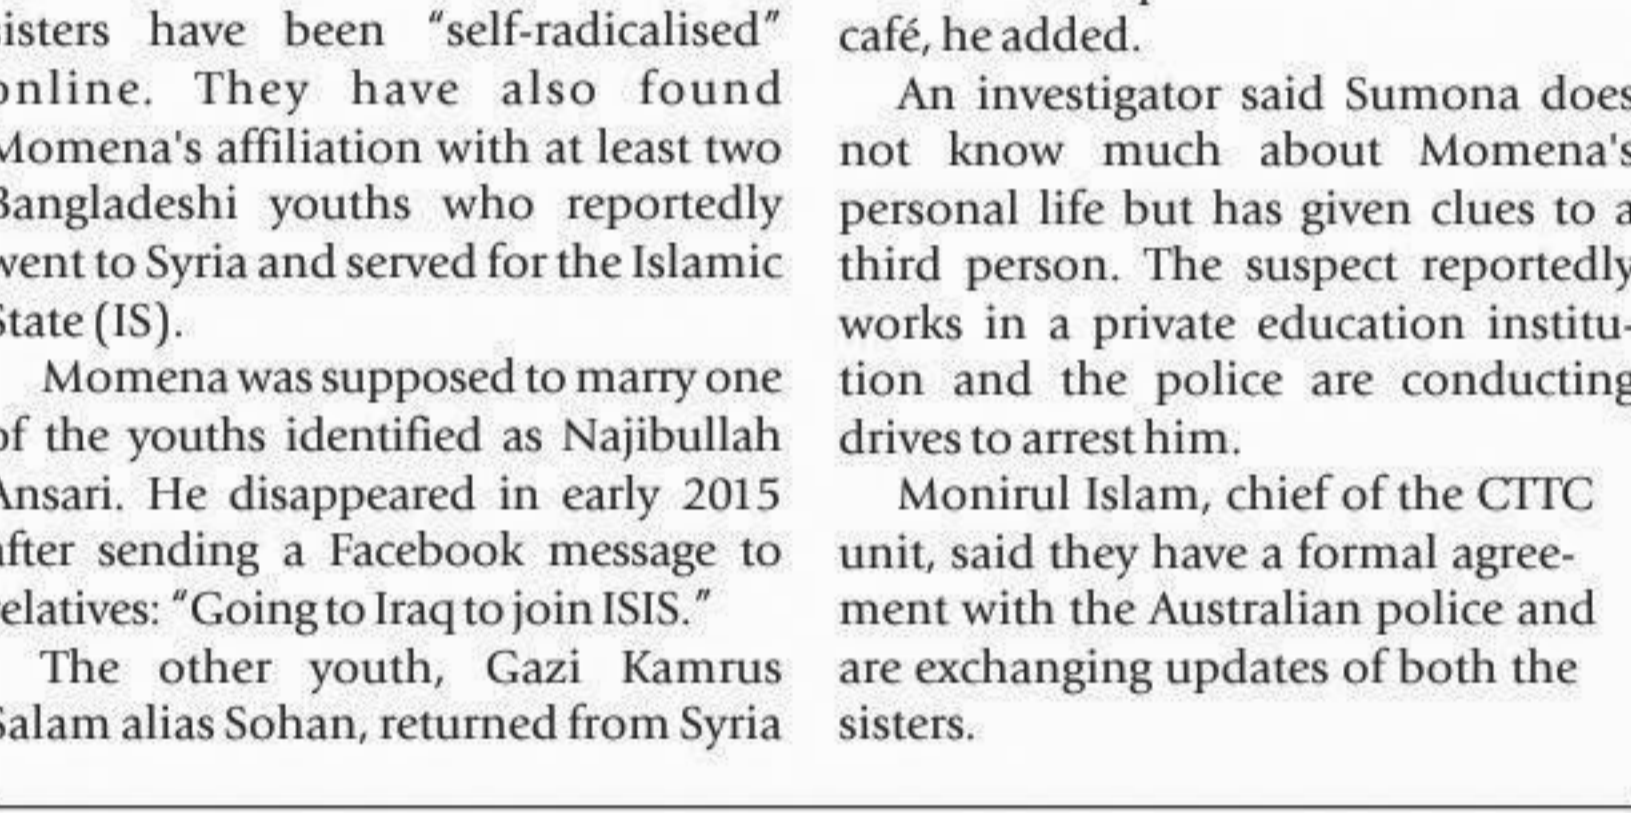 sisters have been "self-radicalised"
online. They have also found
Momena's affiliation with at least two
Bangladeshi youths who reportedly
went to Syria and served for the Islamic
State (IS).
Momena was supposed to marry one
of the youths identified as Najibullah
Ansari. He disappeared in early 2015
after sending a Facebook message to
relatives: "Going to Iraq to join ISIS."
The other youth, Gazi Kamrus
Salam alias Sohan, returned from Syria
café, he added.
An investigator said Sumona does
not know much about Momena's
personal life but has given clues to a
third person. The suspect reportedly
works in a private education institu-
tion and the police are conducting
drives to arrest him.
Monirul Islam, chief of the CTTC
unit, said they have a formal agree-
ment with the Australian police and
are exchanging updates of both the
sisters.